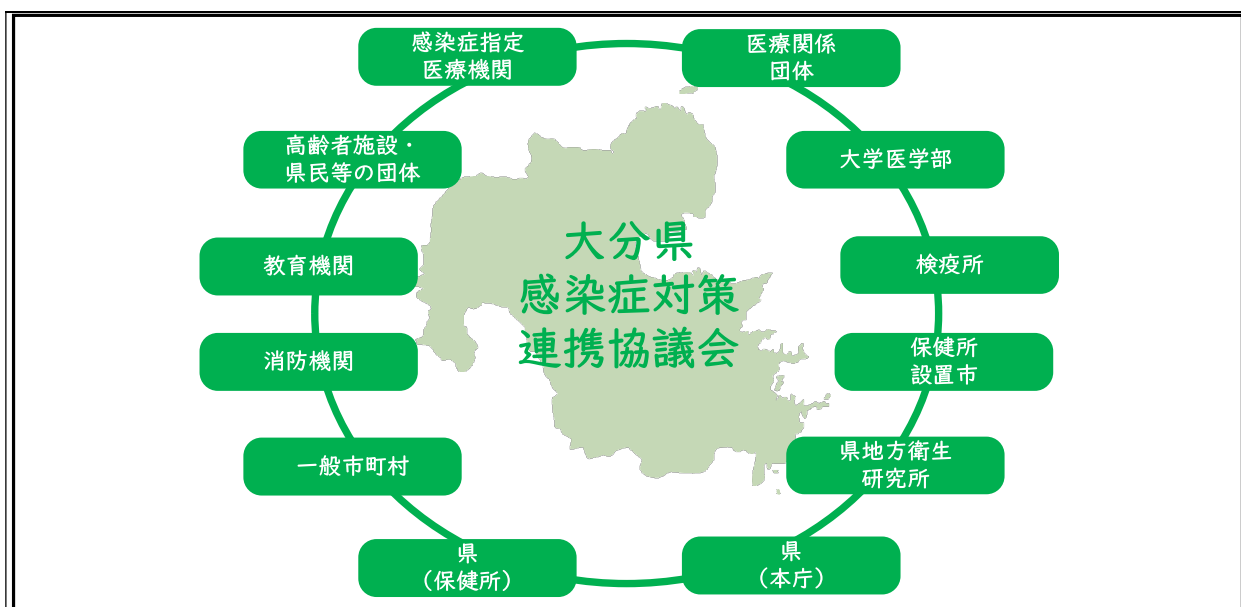 感染症指定
医療機関
医療関係
団体
高齢者施設・
県民等の団体
大学医学部
教育機関
検疫所
大分県
感染症対策
連携協議会
消防機関
保健所
設置市
一般市町村
県地方衛生
研究所
県
（保健所）
県
（本庁）